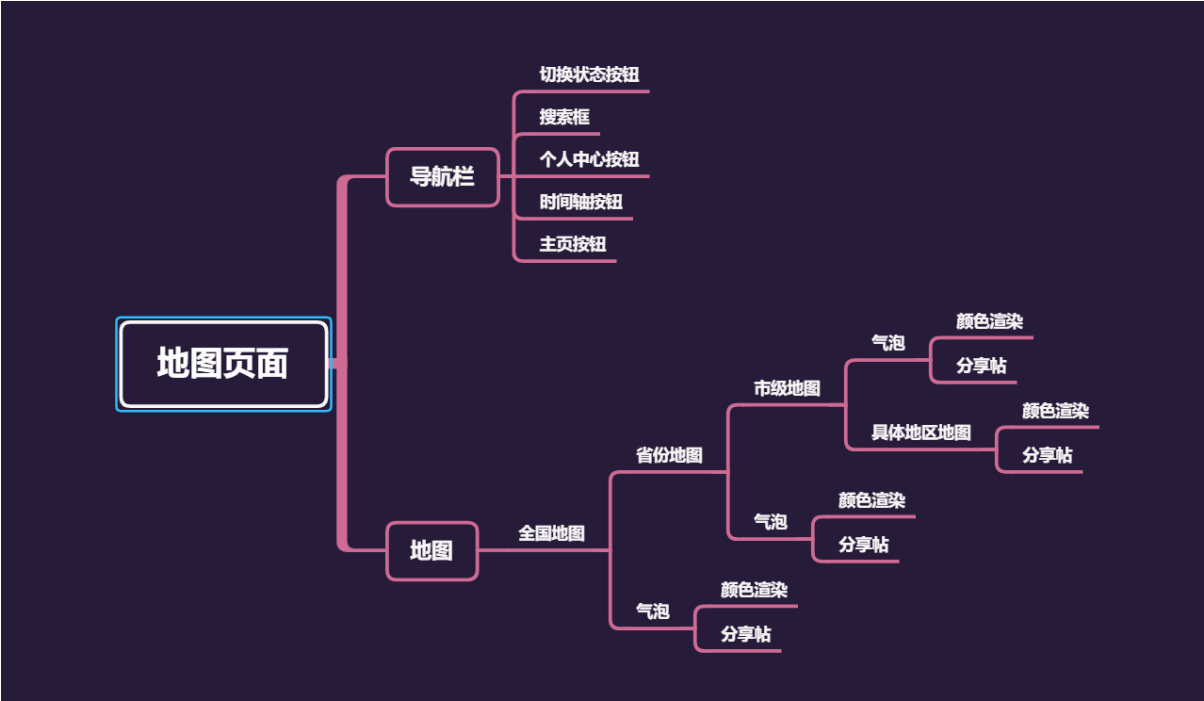 地图页面
导航栏
切换状态按钮
搜索框
个人中心按钮
时间轴按钮
主页按钮
地图
全国地图
省份地图
市级地图
气泡
颜色渲染
分享帖
具体地区地图
颜色渲染
分享帖
气泡
颜色渲染
分享帖
气泡
颜色渲染
分享帖